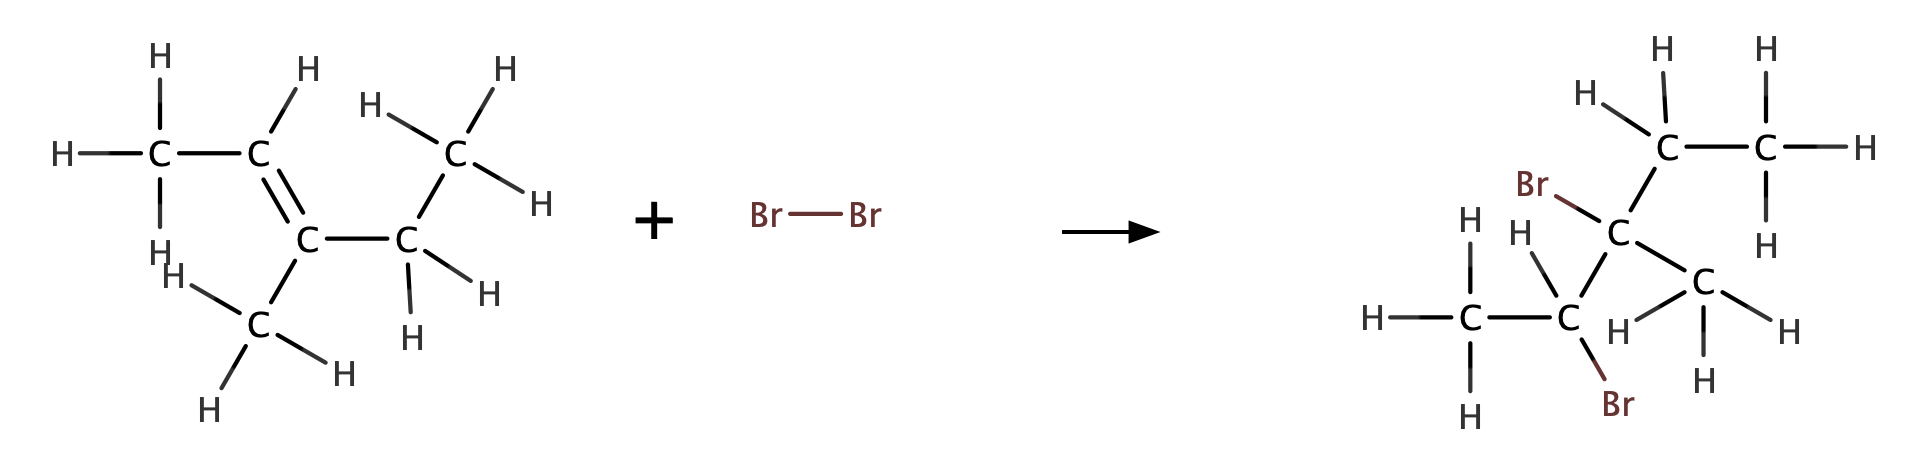 H H H H
H C C C H
H H C C H
C H H
H H
+
Br Br
H H
H C C H
Br
H H C H
H C C H C H
H H
H Br